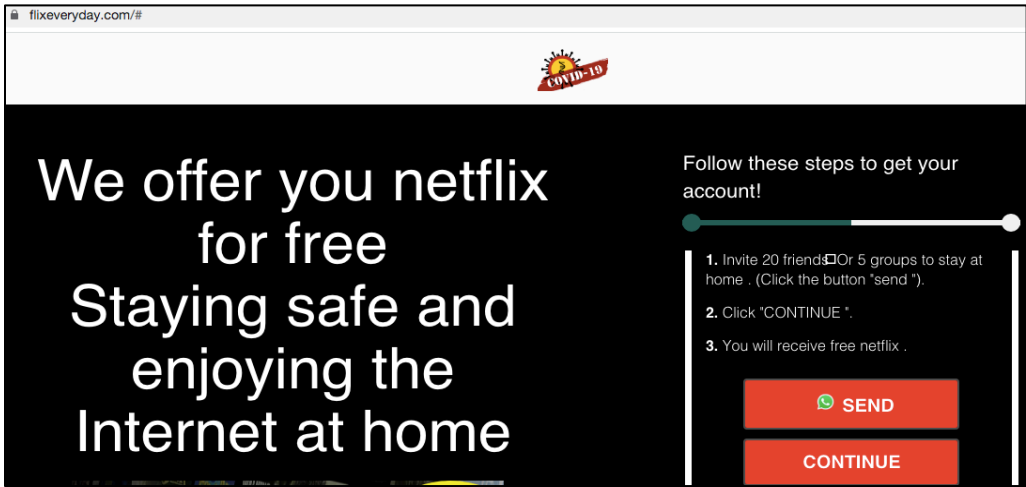 flixeveryday.com/#
COVID-19
We offer you netflix
for free
Staying safe and
enjoying the
Internet at home
Follow these steps to get your
account!
1. Invite 20 friends□Or 5 groups to stay at
home . (Click the button "send ").
2. Click "CONTINUE ".
3. You will receive free netflix .
SEND
CONTINUE